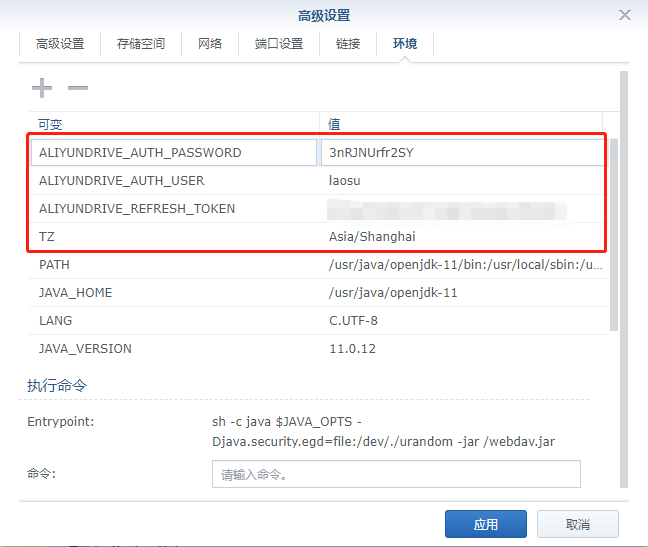 高级设置
高级设置 存储空间 网络 端口设置 链接 环境
可变 值
ALIYUNDRIVE_AUTH_PASSWORD 3nRJNUrfr2SY
ALIYUNDRIVE_AUTH_USER laosu
ALIYUNDRIVE_REFRESH_TOKEN
TZ Asia/Shanghai
PATH /usr/java/openjdk-11/bin:/usr/local/sbin:/u...
JAVA_HOME /usr/java/openjdk-11
LANG C.UTF-8
JAVA_VERSION 11.0.12
执行命令
Entrypoint: sh -c java $JAVA_OPTS -
Djava.security.egd=file:/dev/./urandom -jar /webdav.jar
命令: 请输入命令。
应用 取消